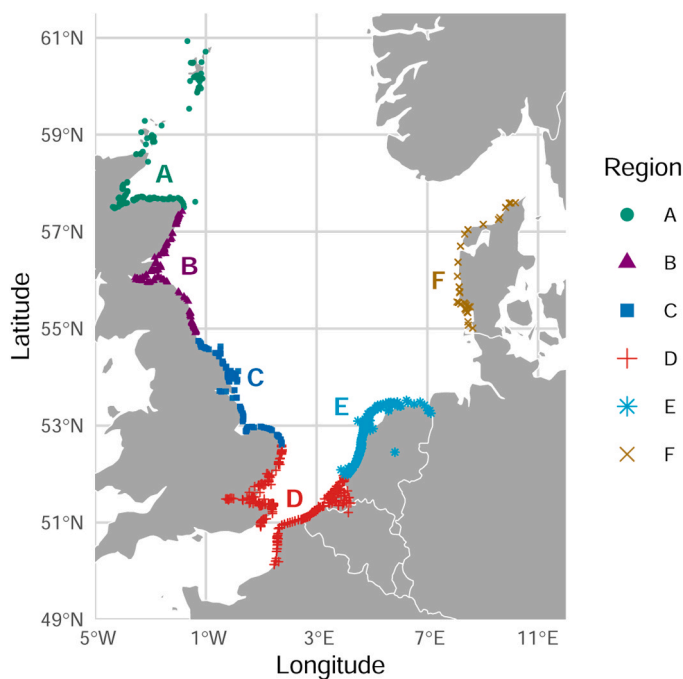 61°N
59°N
57°N
55°N
53°N
51°N
49°N
Latitude
5°W
1°W
3°E
7°E
11°E
Longitude
A
B
C
D
E
F
Region
A
B
C
D
E
F